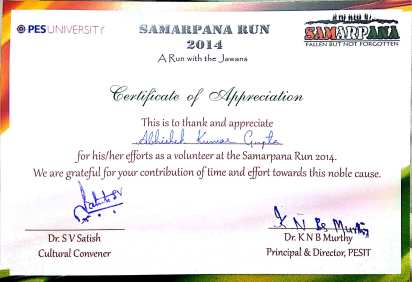 PES UNIVERSITY
SAMARPANA RUN
2014
A Run with the Jawans
SAMARPANA
FALLEN BUT NOT FORGOTTEN
Certificate of Appreciation
This is to thank and appreciate
Abhishek Kumar Gupta
for his/her efforts as a volunteer at the Samarpana Run 2014.
We are grateful for your contribution of time and effort towards this noble cause.
K N B Murthy
Dr. S V Satish
Cultural Convener
Dr. K N B Murthy
Principal & Director, PESIT